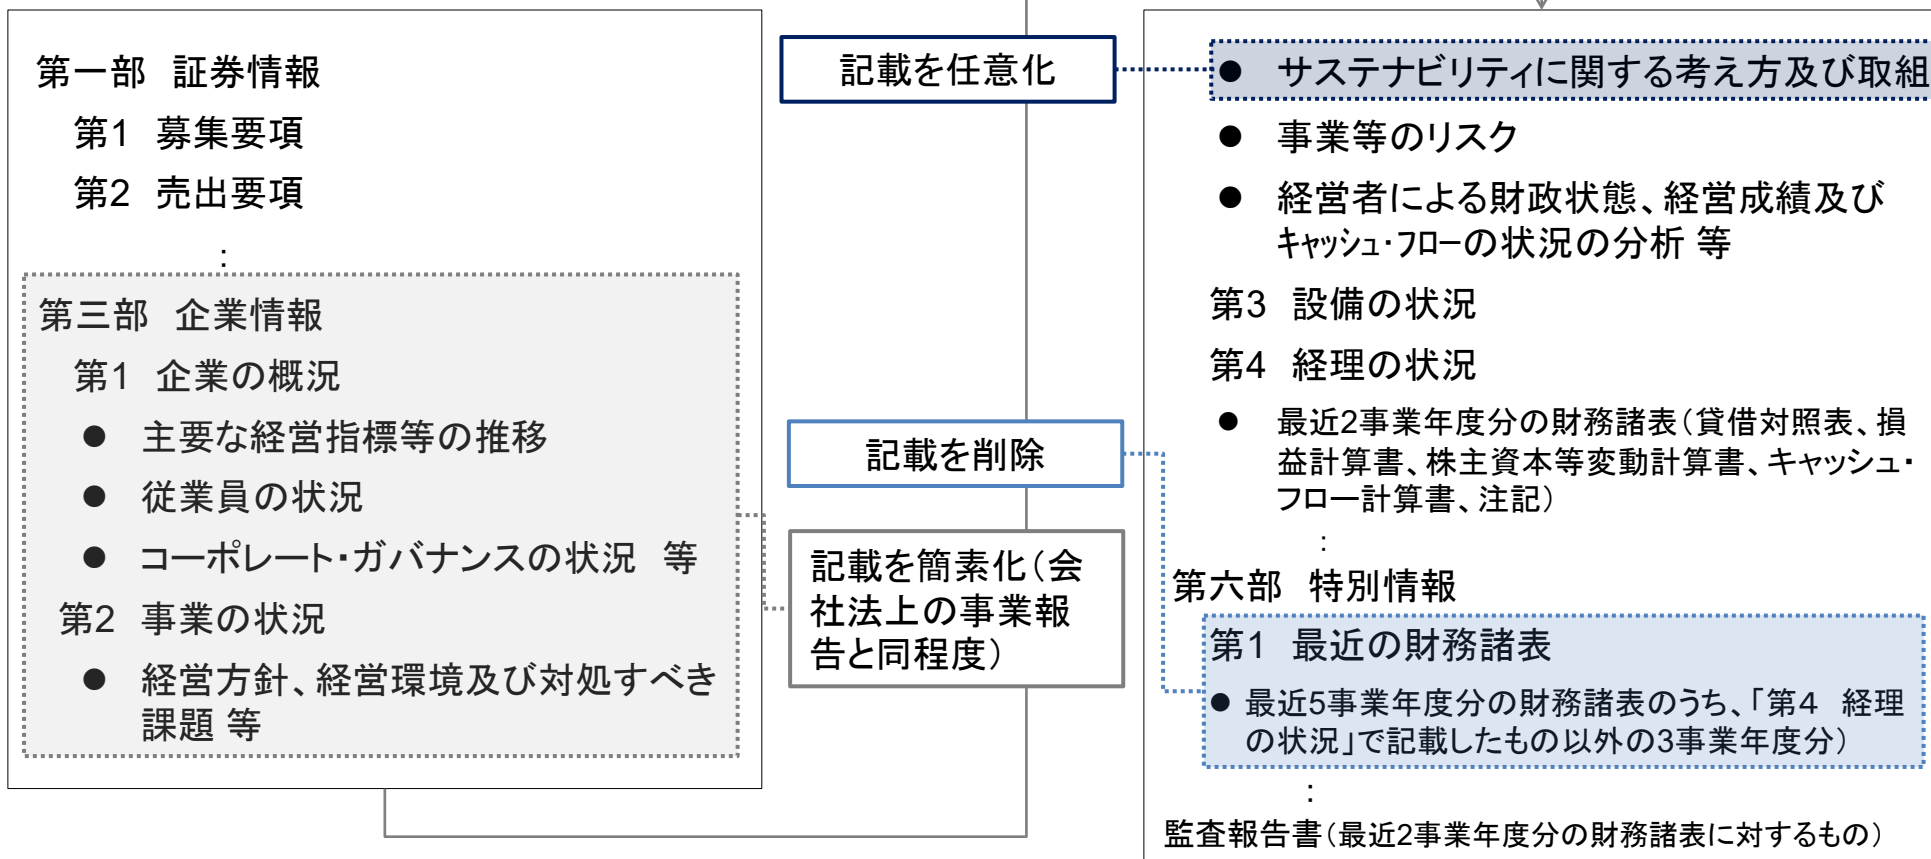 第一部 証券情報
第1 募集要項
第2 売出要項
:
第三部 企業情報
第1 企業の概況
● 主要な経営指標等の推移
● 従業員の状況
● コーポレート・ガバナンスの状況 等
第2 事業の状況
● 経営方針、経営環境及び対処すべき
課題 等
記載を任意化
記載を削除
記載を簡素化(会
社法上の事業報
告と同程度)
● サステナビリティに関する考え方及び取組
● 事業等のリスク
● 経営者による財政状態、経営成績及び
キャッシュ・フローの状況の分析 等
第3 設備の状況
第4 経理の状況
● 最近2事業年度分の財務諸表(貸借対照表、損
益計算書、株主資本等変動計算書、キャッシュ・
フロー計算書、注記)
:
第六部 特別情報
第1 最近の財務諸表
● 最近5事業年度分の財務諸表のうち、「第4 経理
の状況」で記載したもの以外の3事業年度分)
:
監査報告書(最近2事業年度分の財務諸表に対するもの)